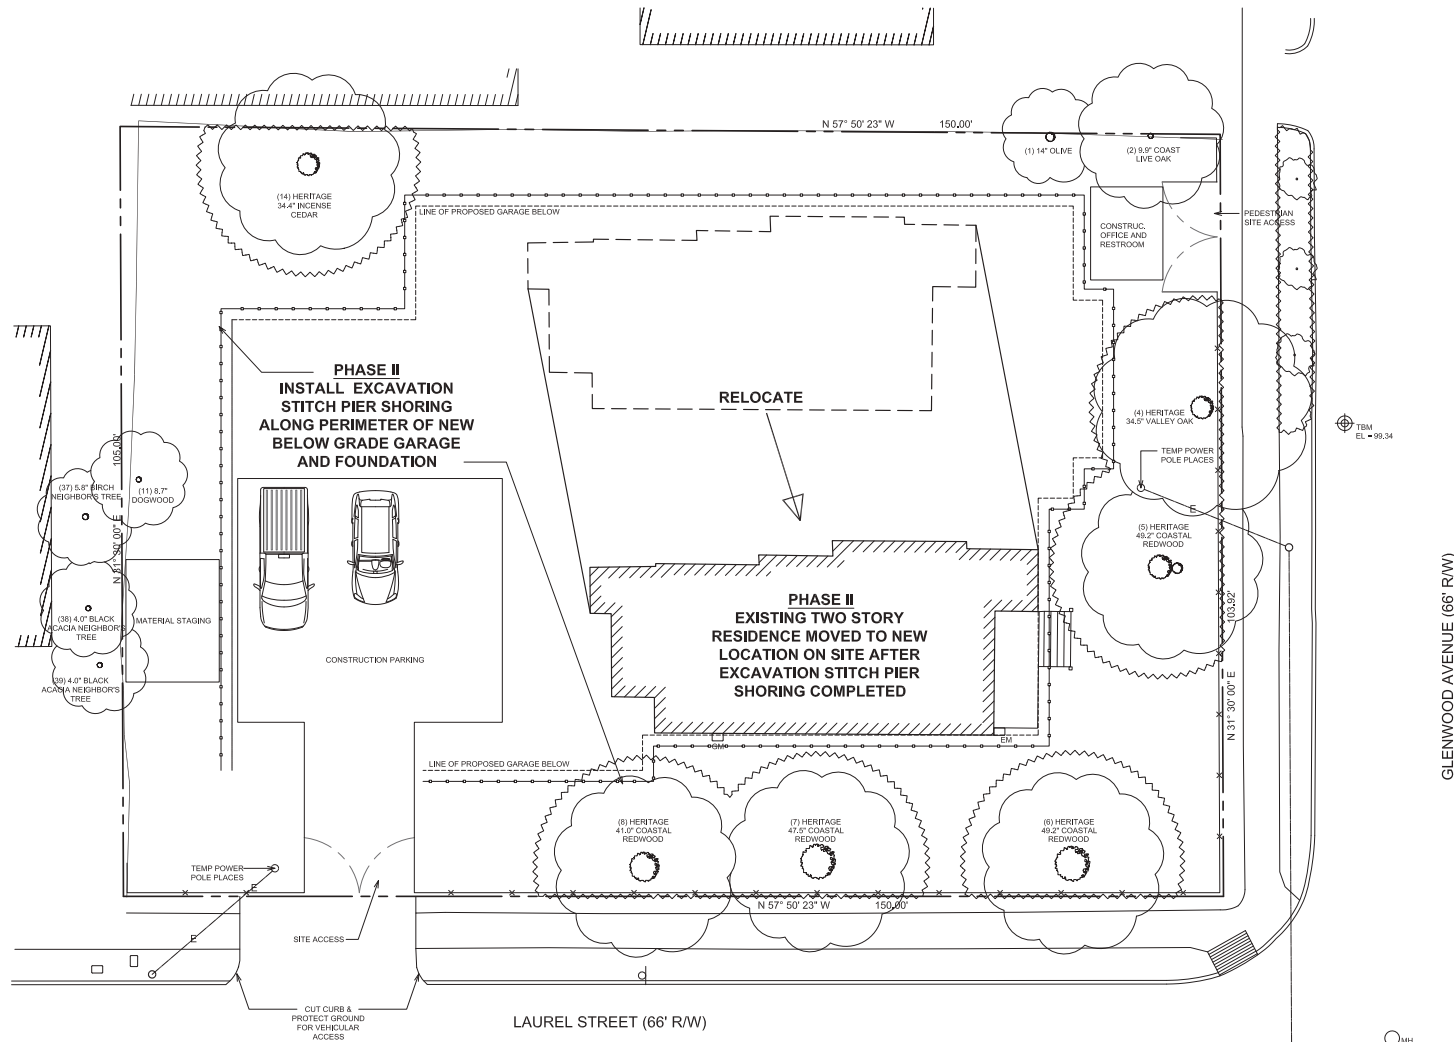 N 57° 50' 23" W 150.00'
(1) 14" OLIVE
(2) 9.9" COAST
LIVE OAK
(14) HERITAGE
34.4" INCENSE
CEDAR
LINE OF PROPOSED GARAGE BELOW
CONSTRUC.
OFFICE AND
RESTROOM
PEDESTRIAN
SITE ACCESS
PHASE II
INSTALL EXCAVATION
STITCH PIER SHORING
ALONG PERIMETER OF NEW
BELOW GRADE GARAGE
AND FOUNDATION
RELOCATE
(4) HERITAGE
34.5" VALLEY OAK
TBM
EL = 99.34
TEMP POWER
POLE PLACES
E
105.00'
N 31° 30' 00" E
(37) 5.8" BIRCH
NEIGHBOR'S TREE
(11) 8.7"
DOGWOOD
(5) HERITAGE
49.2" COASTAL
REDWOOD
(38) 4.0" BLACK
ACACIA NEIGHBOR'S
TREE
MATERIAL STAGING
(39) 4.0" BLACK
ACACIA NEIGHBOR'S
TREE
CONSTRUCTION PARKING
PHASE II
EXISTING TWO STORY
RESIDENCE MOVED TO NEW
LOCATION ON SITE AFTER
EXCAVATION STITCH PIER
SHORING COMPLETED
103.92'
N 31° 30' 00" E
GLENWOOD AVENUE (66' R/W)
GM
EM
LINE OF PROPOSED GARAGE BELOW
(8) HERITAGE
41.0" COASTAL
REDWOOD
(7) HERITAGE
47.5" COASTAL
REDWOOD
(6) HERITAGE
49.2" COASTAL
REDWOOD
TEMP POWER
POLE PLACES
E
N 57° 50' 23" W 150.00'
E
SITE ACCESS
CUT CURB &
PROTECT GROUND
FOR VEHICULAR
ACCESS
LAUREL STREET (66' R/W)
MH